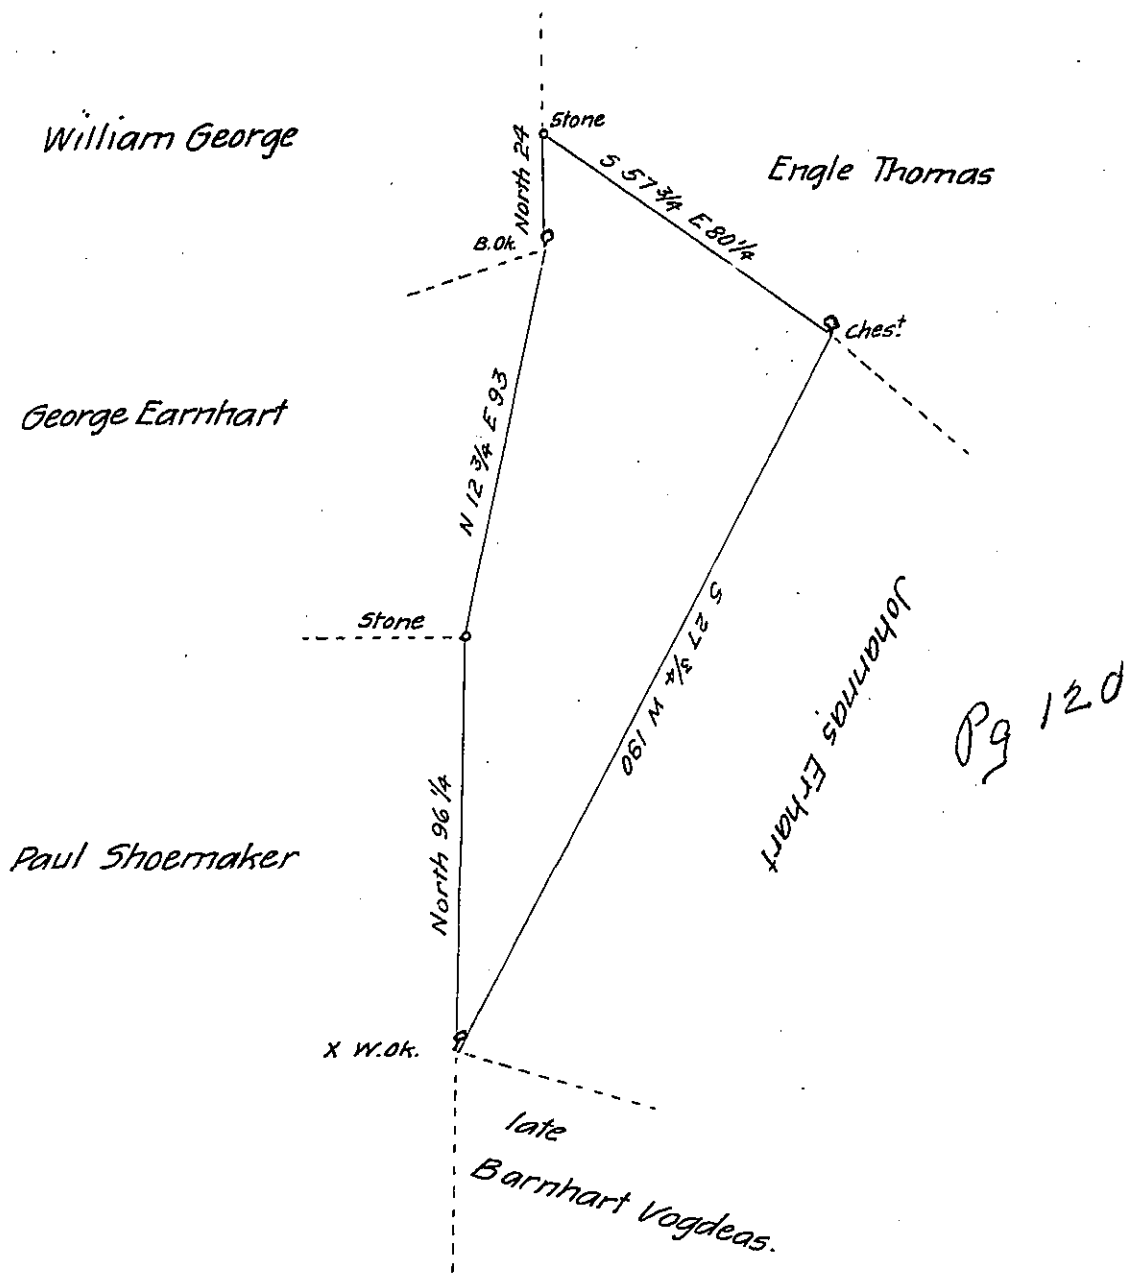 William George
Stone
North 24
S 57 3/4 E 80 1/4
Engle Thomas
B.Ok.
Ches.t
George Earnhart
N 12 3/4 E 93
Stone
S 27 3/4 W 190
Johannas Erhart
Pg 120
North 96 1/4
Paul Shoemaker
X W.Ok.
late
Barnhart Vogdeas.